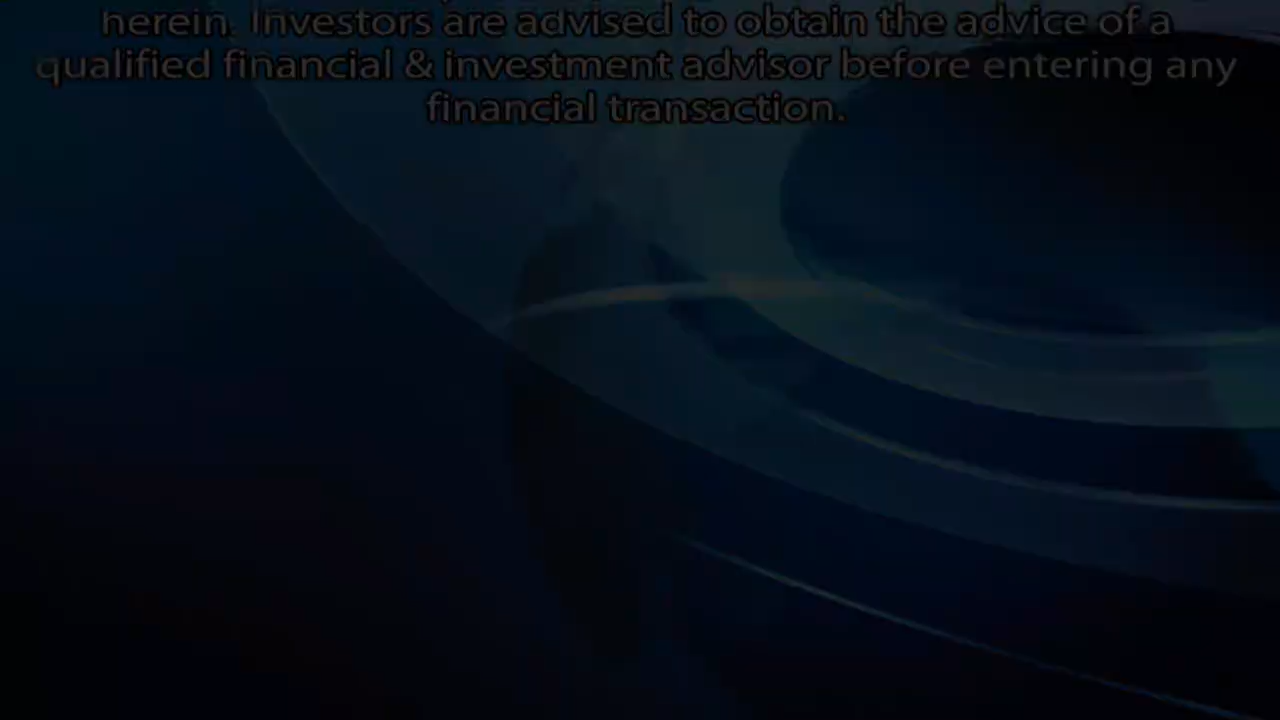 herein. Investors are advised to obtain the advice of a
qualified financial & investment advisor before entering any
financial transaction.